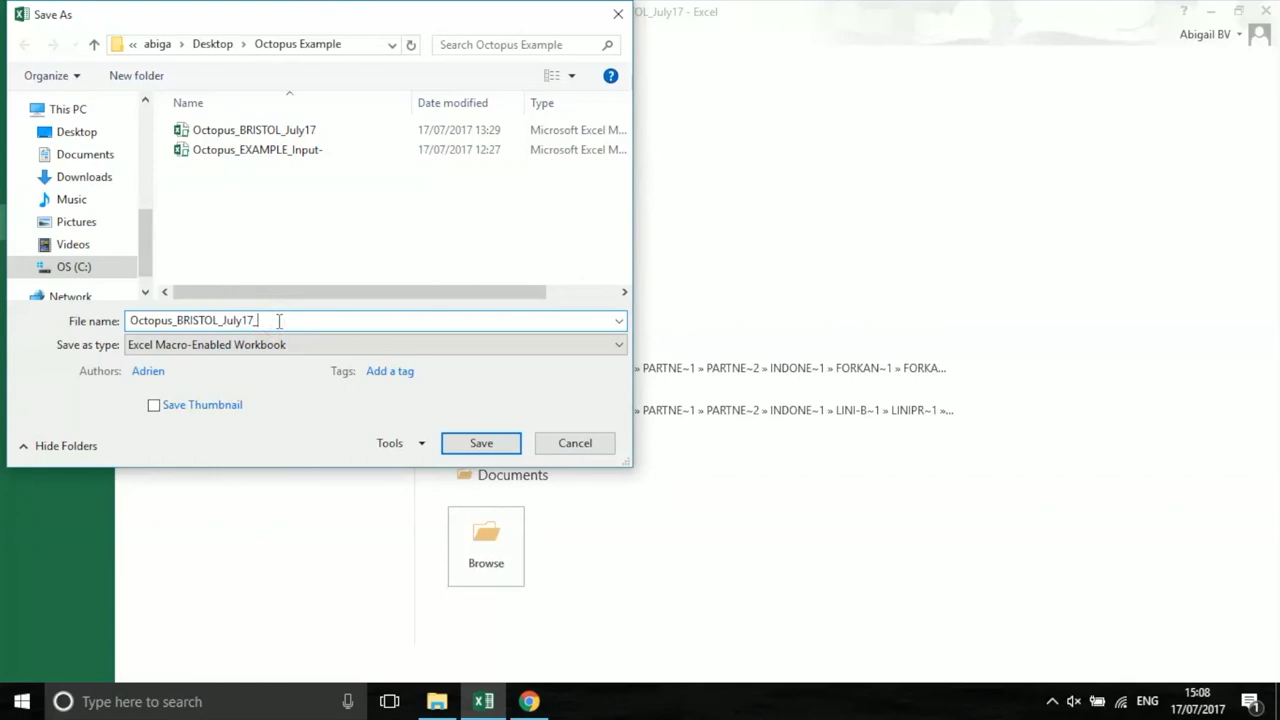 Save As
OL_July17 - Excel
?
Abigail BV
« abiga > Desktop > Octopus Example
Search Octopus Example
Organize
New folder
?
This PC
Desktop
Documents
Downloads
Music
Pictures
Videos
OS (C:)
Network
Name
Date modified
Type
Octopus_BRISTOL_July17
17/07/2017 13:29
Microsoft Excel M...
Octopus_EXAMPLE_Input-
17/07/2017 12:27
Microsoft Excel M...
File name:
Octopus_BRISTOL_July17_
Save as type:
Excel Macro-Enabled Workbook
Authors:
Adrien
Tags:
Add a tag
Save Thumbnail
Hide Folders
Tools
Save
Cancel
» PARTNE~1 » PARTNE~2 » INDONE~1 » FORKAN~1 » FORKA...
» PARTNE~1 » PARTNE~2 » INDONE~1 » LINI-B~1 » LINIPR~1 »...
Documents
Browse
Type here to search
ENG
15:08
17/07/2017
1